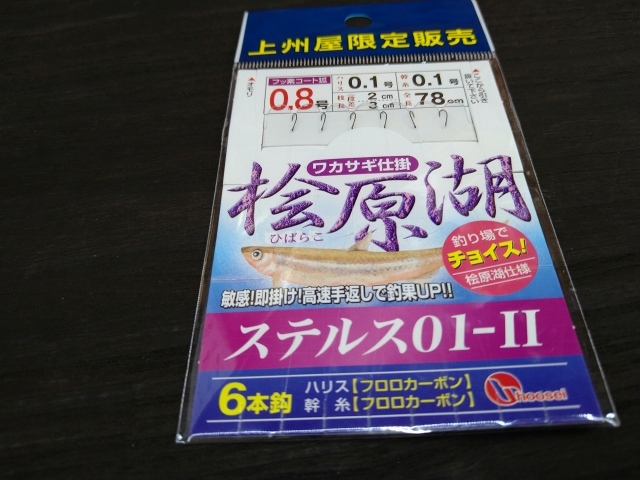 上州屋限定販売
フッ素コート狐
0.8号
ハリス 0.1号
幹糸 0.1号
枝長 2cm
段差 3cm
全長 78cm
ワカサギ仕掛
桧原湖
ひばらこ
釣り場で
チョイス!
桧原湖仕様
敏感!即掛け!高速手返しで釣果UP!!
ステルス01-II
6本鈎
ハリス【フロロカーボン】
幹糸【フロロカーボン】
Unoosei